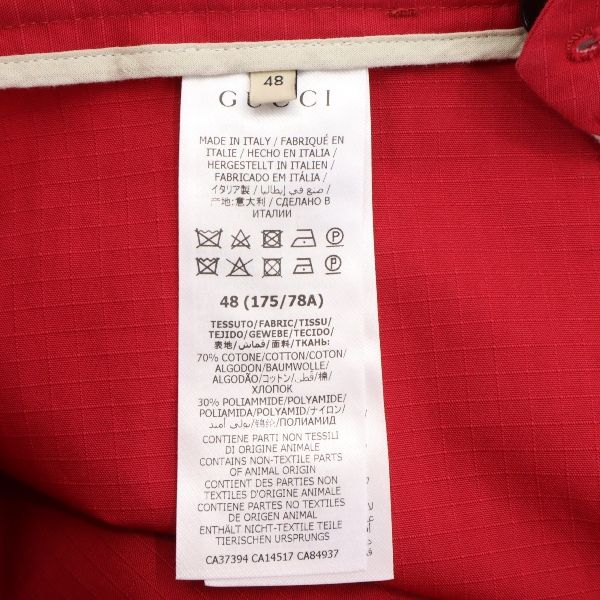 48
GUCCI
MADE IN ITALY / FABRIQUÉ EN
ITALIE / HECHO EN ITALIA /
HERGESTELLT IN ITALIEN /
FABRICADO EM ITÁLIA /
イタリア製 / صنع في إيطاليا /
产地:意大利 / СДЕЛАНО В
ИТАЛИИ
48 (175/78A)
TESSUTO/FABRIC/TISSU/
TEJIDO/GEWEBE/TECIDO/
表地/قماش/面料/ТКАНЬ:
70% COTONE/COTTON/COTON/
ALGODON/BAUMWOLLE/
ALGODÃO/コットン/قطن/棉/
ХЛОПОК
30% POLIAMMIDE/POLYAMIDE/
POLIAMIDA/POLYAMID/ナイロン/
بولي أميد/锦纶/ПОЛИАМИД
CONTIENE PARTI NON TESSILI
DI ORIGINE ANIMALE
CONTAINS NON-TEXTILE PARTS
OF ANIMAL ORIGIN
CONTIENT DES PARTIES NON
TEXTILES D'ORIGINE ANIMALE
CONTIENE PARTES NO TEXTILES
DE ORIGEN ANIMAL
ENTHÄLT NICHT-TEXTILE TEILE
TIERISCHEN URSPRUNGS
CA37394 CA14517 CA84937